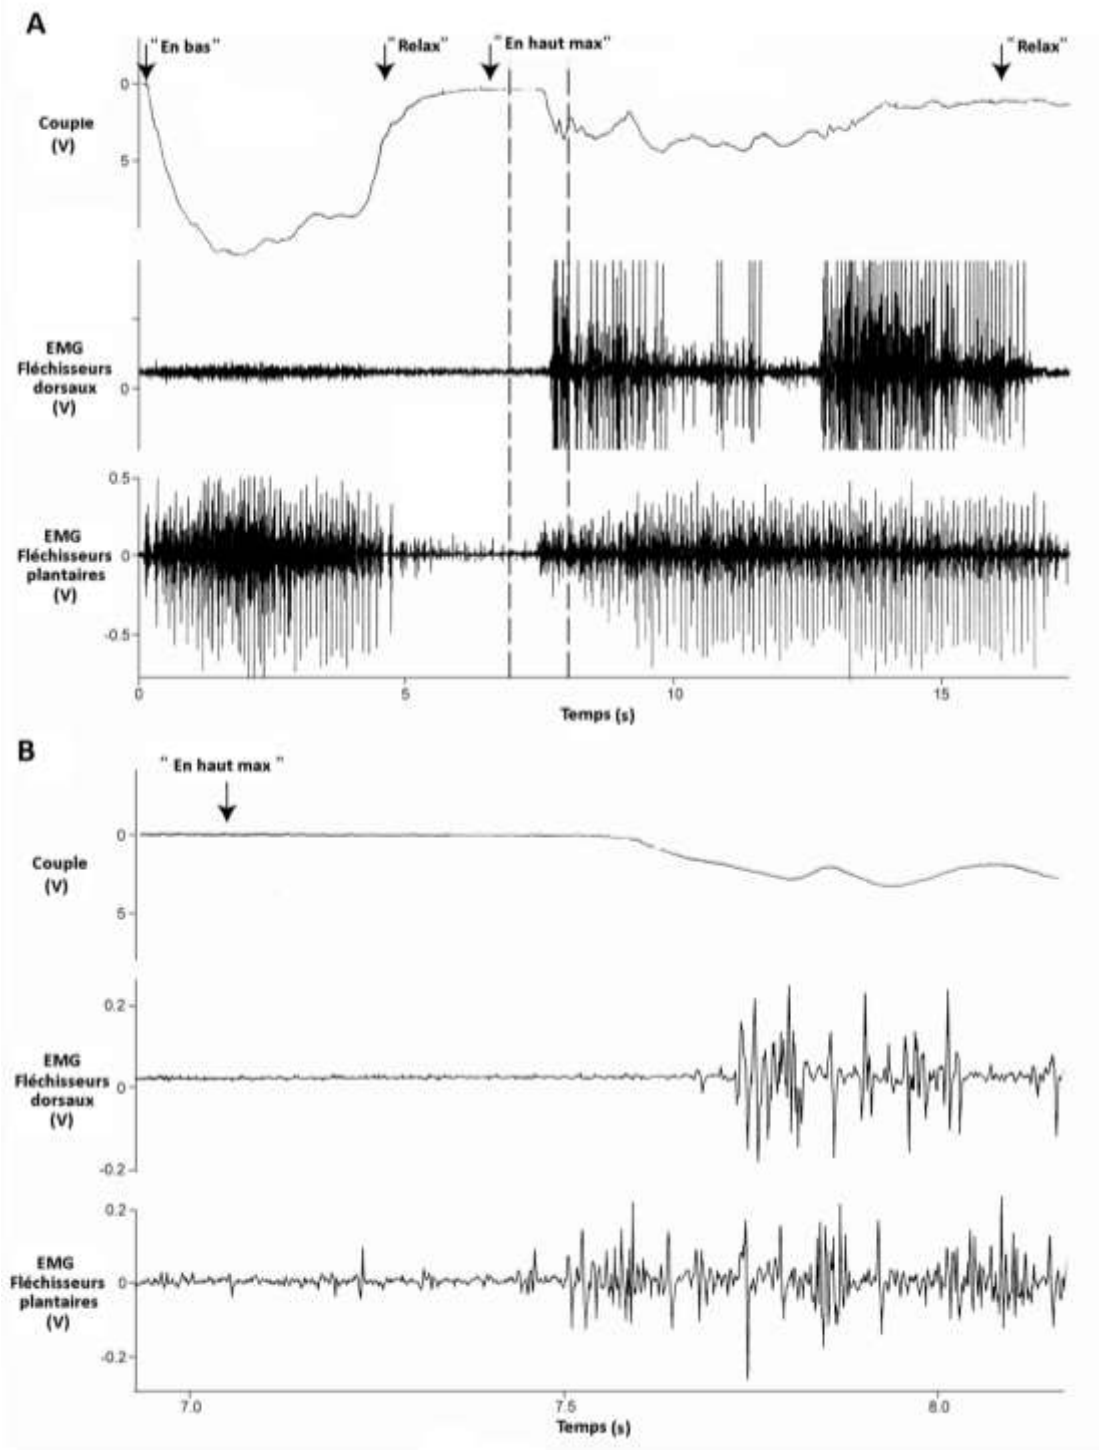 A
"En bas"
"Relax"
"En haut max"
"Relax"
0
5
Couple
(V)
EMG
Fléchisseurs
dorsaux
(V)
0
0.5
0
-0.5
EMG
Fléchisseurs
plantaires
(V)
0
5
10
15
Temps (s)
B
" En haut max "
0
5
Couple
(V)
0.2
0
-0.2
EMG
Fléchisseurs
dorsaux
(V)
0.2
0
-0.2
EMG
Fléchisseurs
plantaires
(V)
7.0
7.5
8.0
Temps (s)